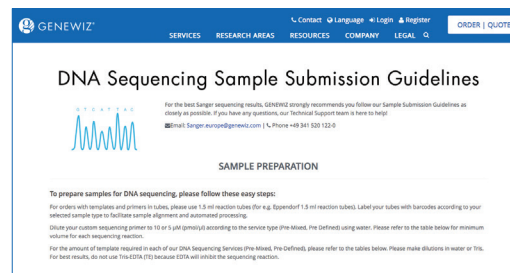 Contact Language Login Register
GENEWIZ
ORDER | QUOTE
SERVICES RESEARCH AREAS RESOURCES COMPANY LEGAL
DNA Sequencing Sample Submission Guidelines
G T C A T T A G
For the best Sanger sequencing results, GENEWIZ strongly recommends you follow our Sample Submission Guidelines as
closely as possible. If you have any questions, our Technical Support team is here to help!
Email: Sanger.europe@genewiz.com | Phone +49 341 520 122-0
SAMPLE PREPARATION
To prepare samples for DNA sequencing, please follow these easy steps:
For orders with templates and primers in tubes, please use 1.5 ml reaction tubes (for e.g. Eppendorf 1.5 ml reaction tubes). Label your tubes with barcodes according to your
selected sample type to facilitate sample alignment and automated processing.
Dilute your custom sequencing primer to 10 or 5 µM (pmol/µl) according to the service type (Pre-Mixed, Pre Defined) using water. Please refer to the table below for minimum
volume for each sequencing reaction.
For the amount of template required in each of our DNA Sequencing Services (Pre-Mixed, Pre-Defined), please refer to the tables below. Please make dilutions in water or Tris.
For best results, do not use Tris-EDTA (TE) because EDTA will inhibit the sequencing reaction.